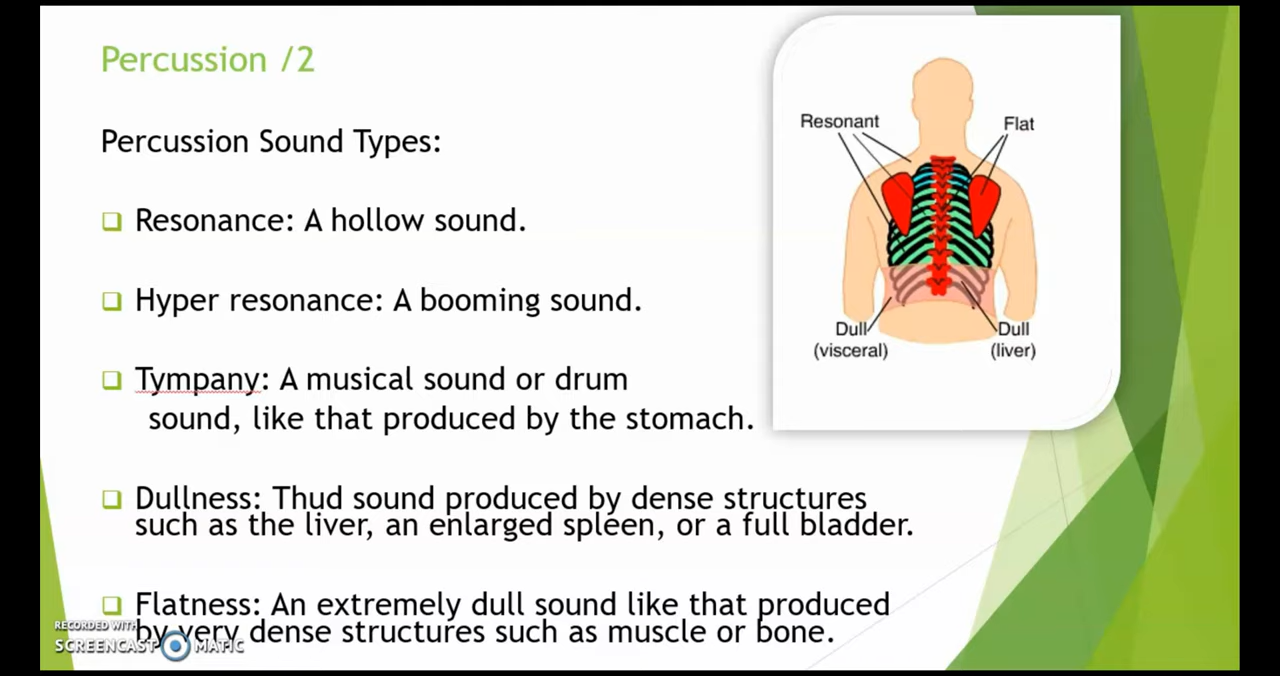 Percussion /2
Percussion Sound Types:
Resonance: A hollow sound.
Hyper resonance: A booming sound.
Tympany: A musical sound or drum
sound, like that produced by the stomach.
Dullness: Thud sound produced by dense structures
such as the liver, an enlarged spleen, or a full bladder.
Flatness: An extremely dull sound like that produced
by very dense structures such as muscle or bone.
Resonant
Flat
Dull
(visceral)
Dull
(liver)
RECORDED WITH
SCREENCAST MATIC